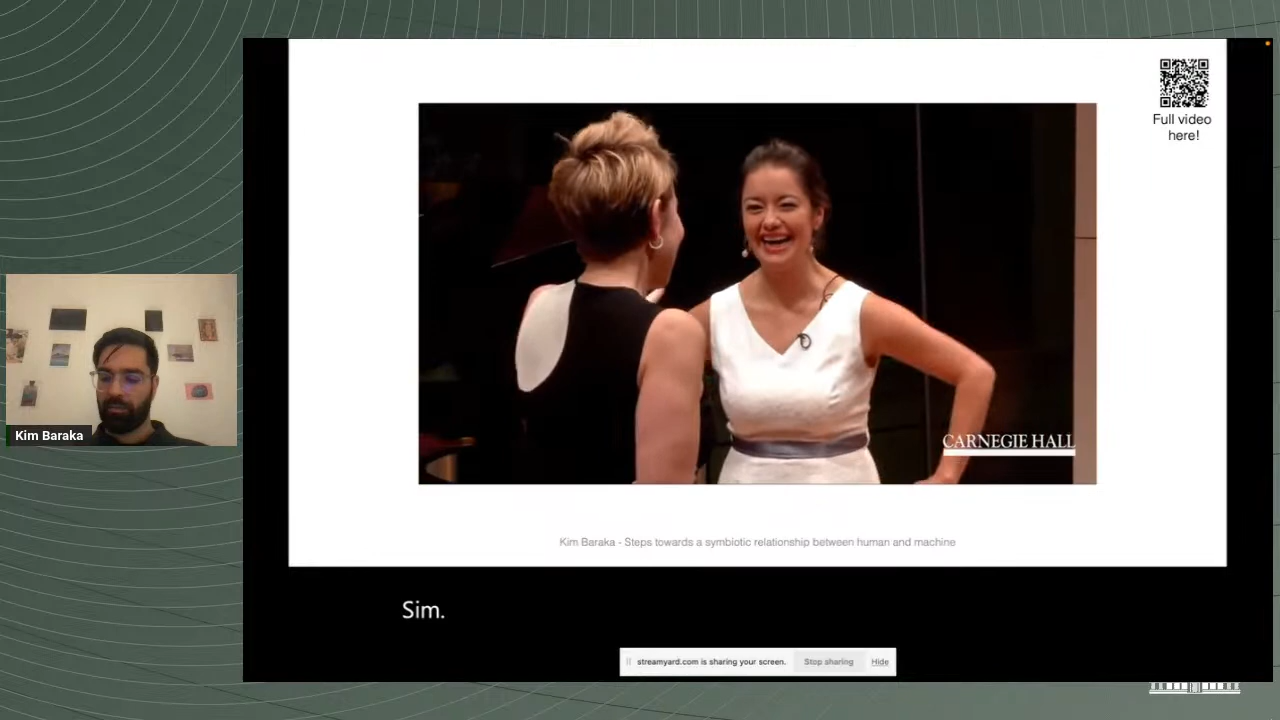 Full video
here!
CARNEGIE HALL
Kim Baraka
Kim Baraka - Steps towards a symbiotic relationship between human and machine
Sim.
streamyard.com is sharing your screen.
Stop sharing
Hide